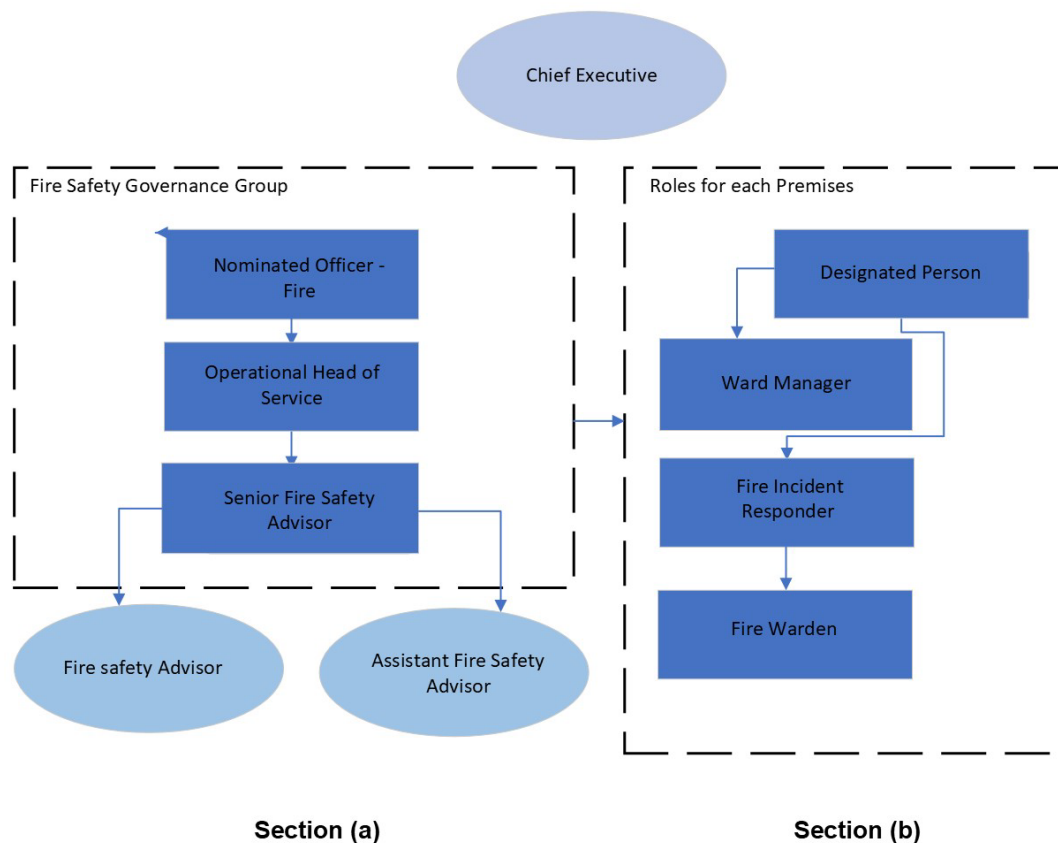 Chief Executive
Fire Safety Governance Group
Nominated Officer -
Fire
Operational Head of
Service
Senior Fire Safety
Advisor
Fire safety Advisor
Assistant Fire Safety
Advisor
Section (a)
Roles for each Premises
Designated Person
Ward Manager
Fire Incident
Responder
Fire Warden
Section (b)